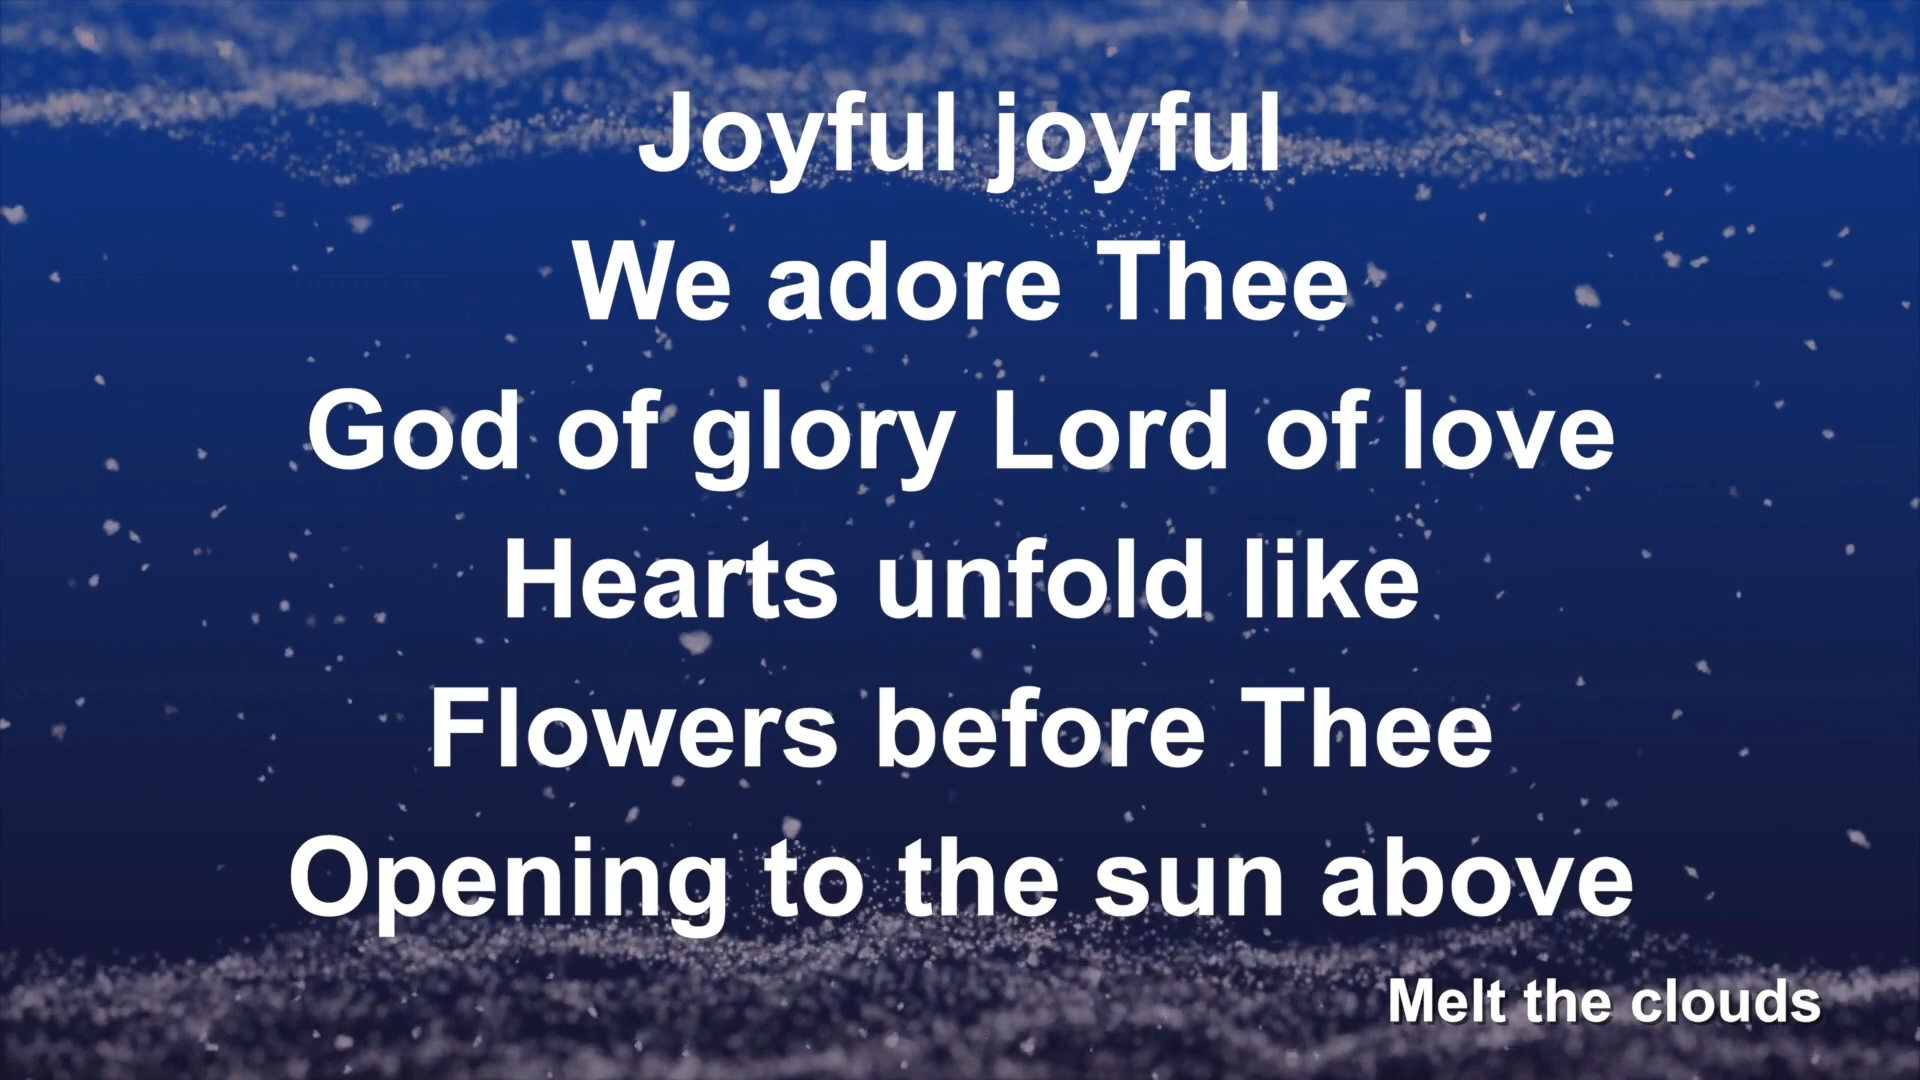 Joyful joyful
We adore Thee
God of glory Lord of love
Hearts unfold like
Flowers before Thee
Opening to the sun above
Melt the clouds